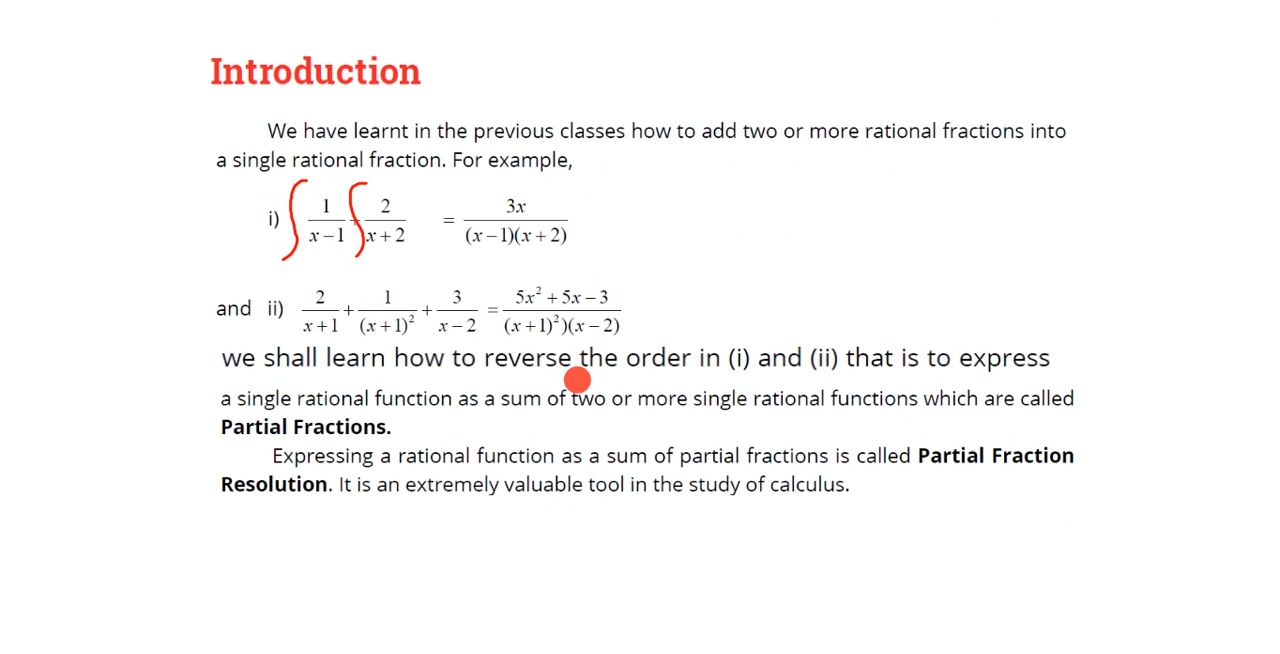 Introduction
We have learnt in the previous classes how to add two or more rational fractions into
a single rational fraction. For example,
i) ∫ 1/(x−1) + ∫ 2/(x+2) = 3x/((x−1)(x+2))
and ii) 2/(x+1) + 1/(x+1)² + 3/(x−2) = (5x² + 5x − 3)/((x+1)²)(x−2)
we shall learn how to reverse the order in (i) and (ii) that is to express
a single rational function as a sum of two or more single rational functions which are called
Partial Fractions.
Expressing a rational function as a sum of partial fractions is called Partial Fraction
Resolution. It is an extremely valuable tool in the study of calculus.